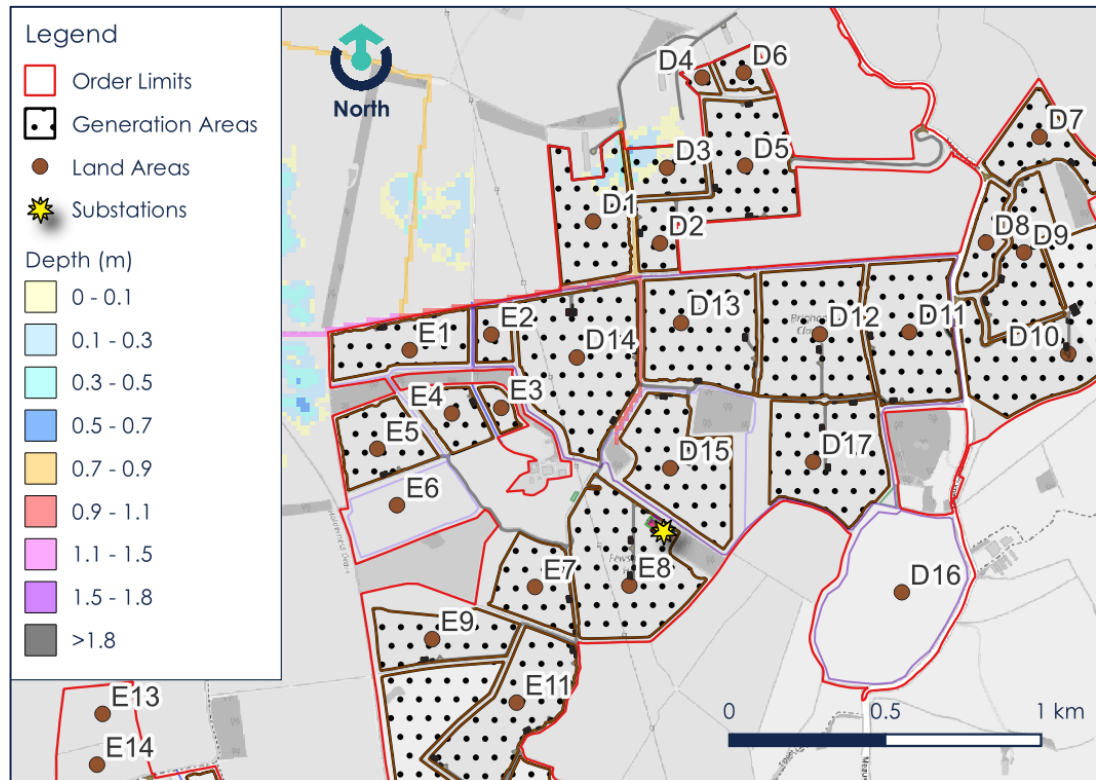 Legend
Order Limits
Generation Areas
Land Areas
Substations
Depth (m)
0 - 0.1
0.1 - 0.3
0.3 - 0.5
0.5 - 0.7
0.7 - 0.9
0.9 - 1.1
1.1 - 1.5
1.5 - 1.8
>1.8
North
D4
D6
D7
D3
D5
D1
D2
D8
D9
E1
E2
D14
D13
D12
D11
D10
E4
E3
E5
D15
D17
E6
E7
E8
D16
E9
E11
E13
E14
0
0.5
1 km